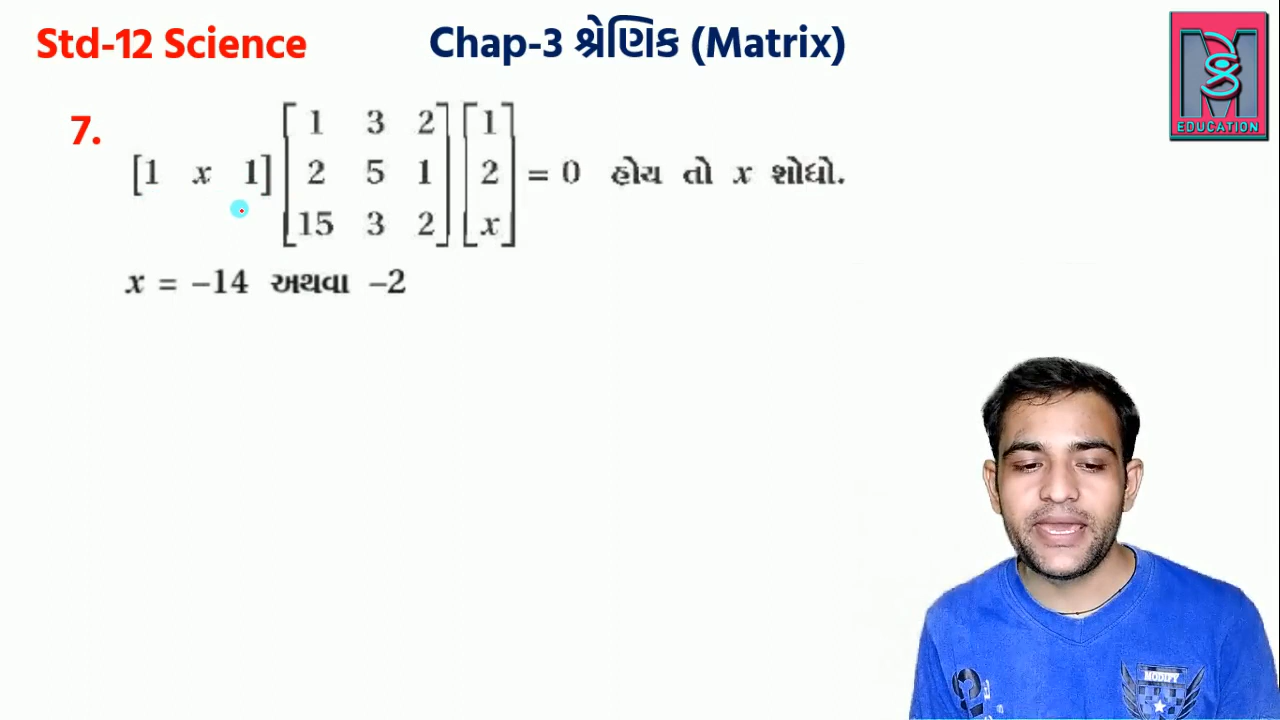 Std-12 Science
Chap-3 શ્રેણિક (Matrix)
M
EDUCATION
7.
[1 x 1] [1 3 2; 2 5 1; 15 3 2] [1; 2; x] = 0 હોય તો x શોધો.
x = –14 અથવા –2
MODIFY